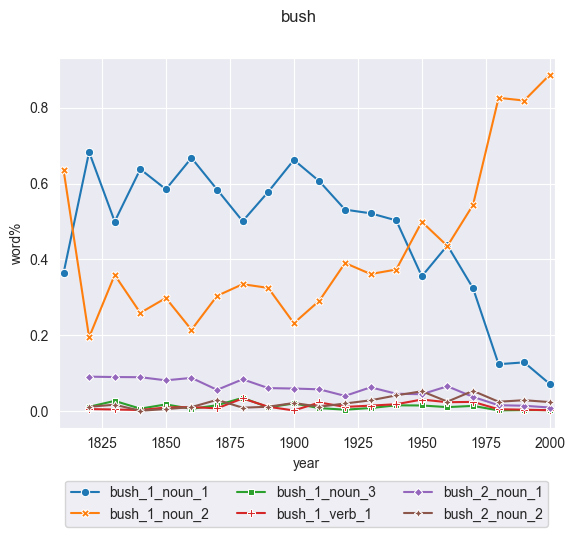 bush
0.8
0.6
0.4
0.2
0.0
word%
1825 1850 1875 1900 1925 1950 1975 2000
year
bush_1_noun_1 bush_1_noun_3 bush_2_noun_1
bush_1_noun_2 bush_1_verb_1 bush_2_noun_2